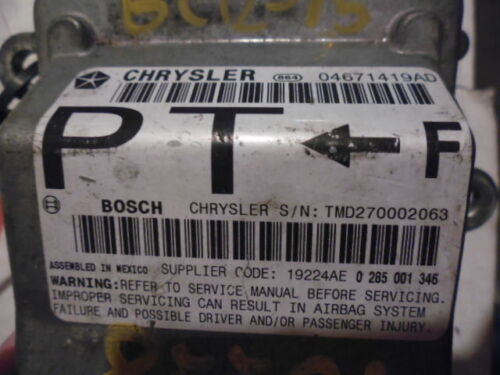 BC12-15
CHRYSLER 864 04671419AD
PT F
BOSCH CHRYSLER S/N: TMD270002063
ASSEMBLED IN MEXICO SUPPLIER CODE: 19224AE 0 285 001 346
WARNING:REFER TO SERVICE MANUAL BEFORE SERVICING.
IMPROPER SERVICING CAN RESULT IN AIRBAG SYSTEM
FAILURE AND POSSIBLE DRIVER AND/OR PASSENGER INJURY.